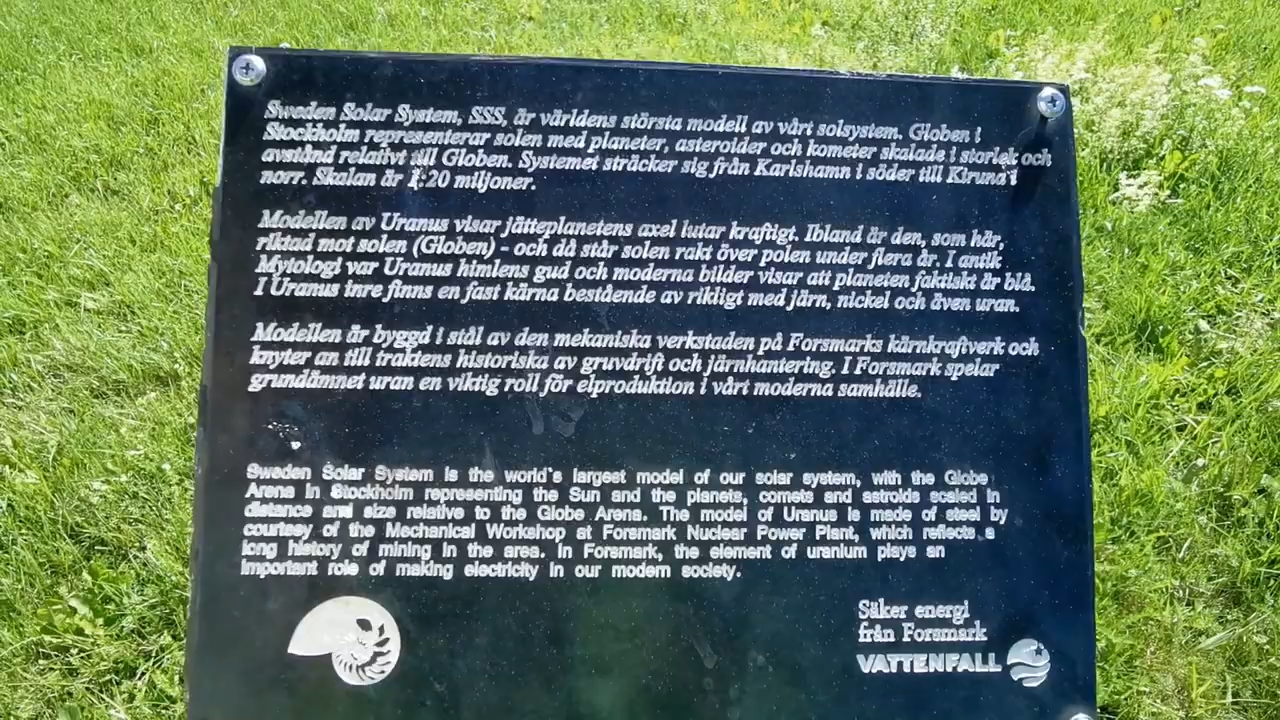 Sweden Solar System, SSS, är världens största modell av vårt solsystem. Globen i
Stockholm representerar solen med planeter, asteroider och kometer skalade i storlek och
avstånd relativt till Globen. Systemet sträcker sig från Karlshamn i söder till Kiruna i
norr. Skalan är 1:20 miljoner.
Modellen av Uranus visar jätteplanetens axel lutar kraftigt. Ibland är den, som här,
riktad mot solen (Globen) - och då står solen rakt över polen under flera år. I antik
Mytologi var Uranus himlens gud och moderna bilder visar att planeten faktiskt är blå.
I Uranus inre finns en fast kärna bestående av rikligt med järn, nickel och även uran.
Modellen är byggd i stål av den mekaniska verkstaden på Forsmarks kärnkraftverk och
knyter an till traktens historiska av gruvdrift och järnhantering. I Forsmark spelar
grundämnet uran en viktig roll för elproduktion i vårt moderna samhälle.
Sweden Solar System is the world`s largest model of our solar system, with the Globe
Arena in Stockholm representing the Sun and the planets, comets and astroids scaled in
distance and size relative to the Globe Arena. The model of Uranus is made of steel by
courtesy of the Mechanical Workshop at Forsmark Nuclear Power Plant, which reflects a
long history of mining in the area. In Forsmark, the element of uranium plays an
important role of making electricity in our modern society.
Säker energi
från Forsmark
VATTENFALL